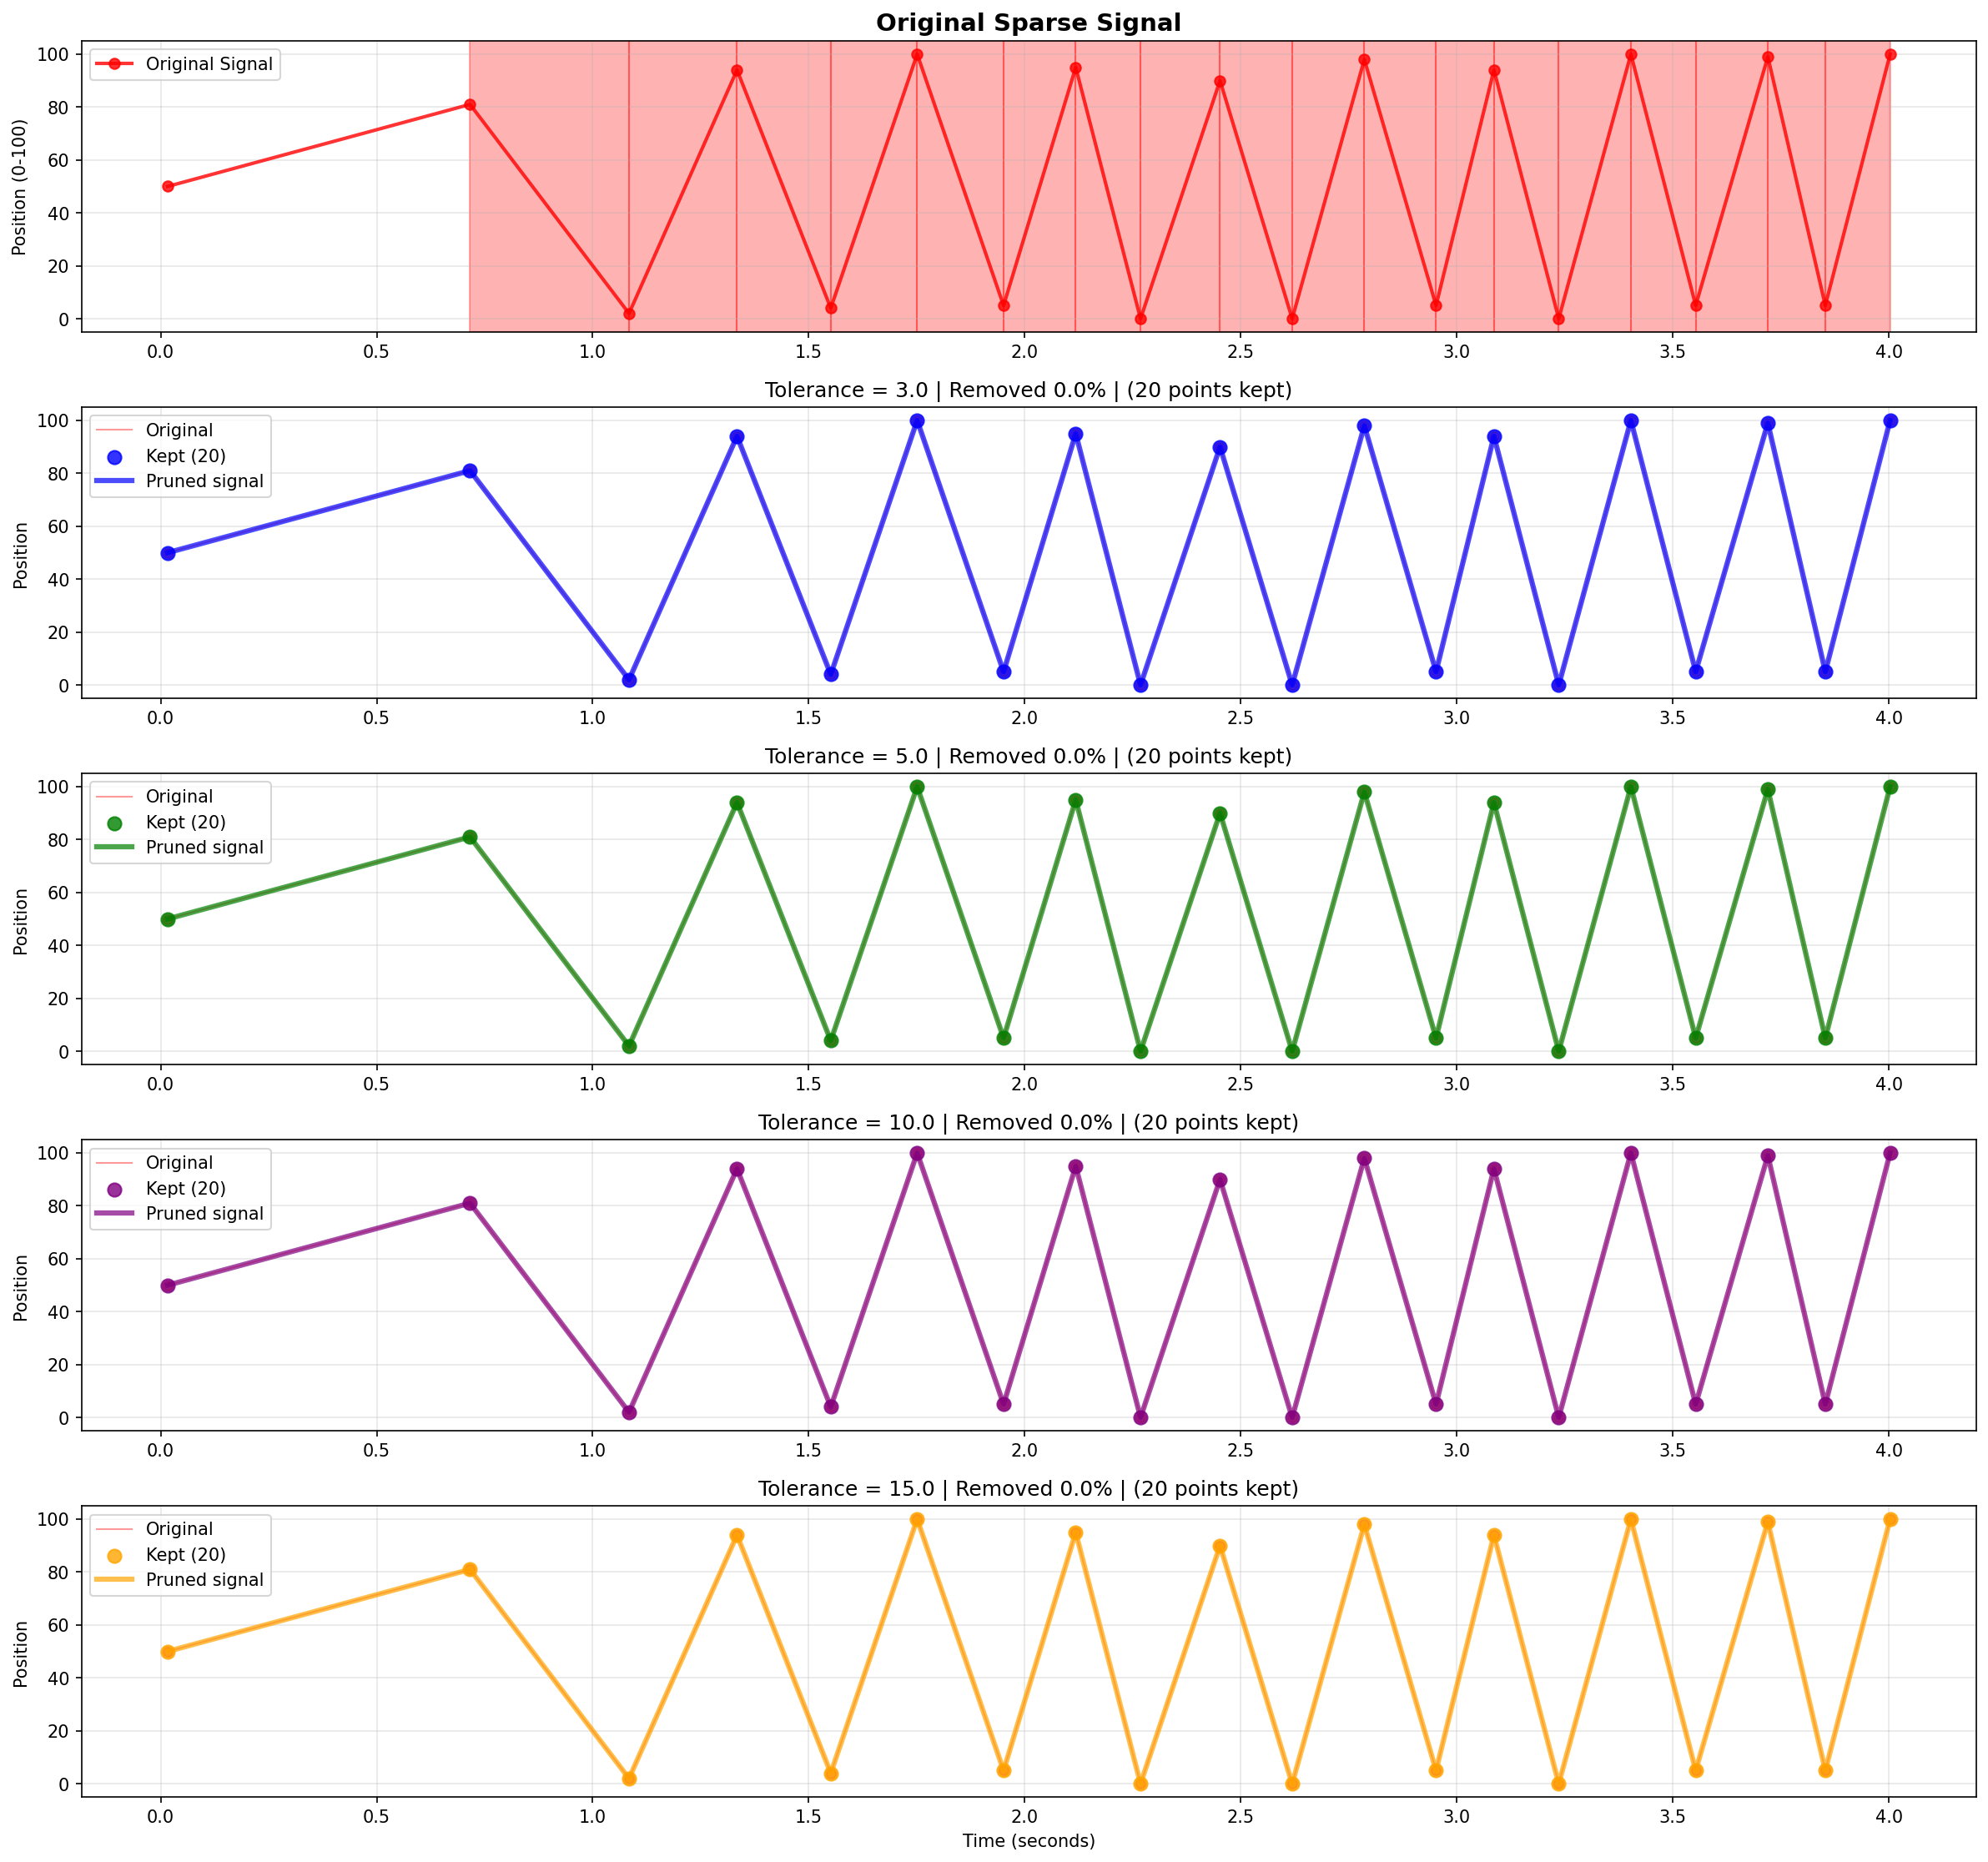 Original Sparse Signal
Original Signal
Position (0-100)
100
80
60
40
20
0
0.0 0.5 1.0 1.5 2.0 2.5 3.0 3.5 4.0
Tolerance = 3.0 | Removed 0.0% | (20 points kept)
Original
Kept (20)
Pruned signal
Position
100
80
60
40
20
0
0.0 0.5 1.0 1.5 2.0 2.5 3.0 3.5 4.0
Tolerance = 5.0 | Removed 0.0% | (20 points kept)
Original
Kept (20)
Pruned signal
Position
100
80
60
40
20
0
0.0 0.5 1.0 1.5 2.0 2.5 3.0 3.5 4.0
Tolerance = 10.0 | Removed 0.0% | (20 points kept)
Original
Kept (20)
Pruned signal
Position
100
80
60
40
20
0
0.0 0.5 1.0 1.5 2.0 2.5 3.0 3.5 4.0
Tolerance = 15.0 | Removed 0.0% | (20 points kept)
Original
Kept (20)
Pruned signal
Position
100
80
60
40
20
0
0.0 0.5 1.0 1.5 2.0 2.5 3.0 3.5 4.0
Time (seconds)